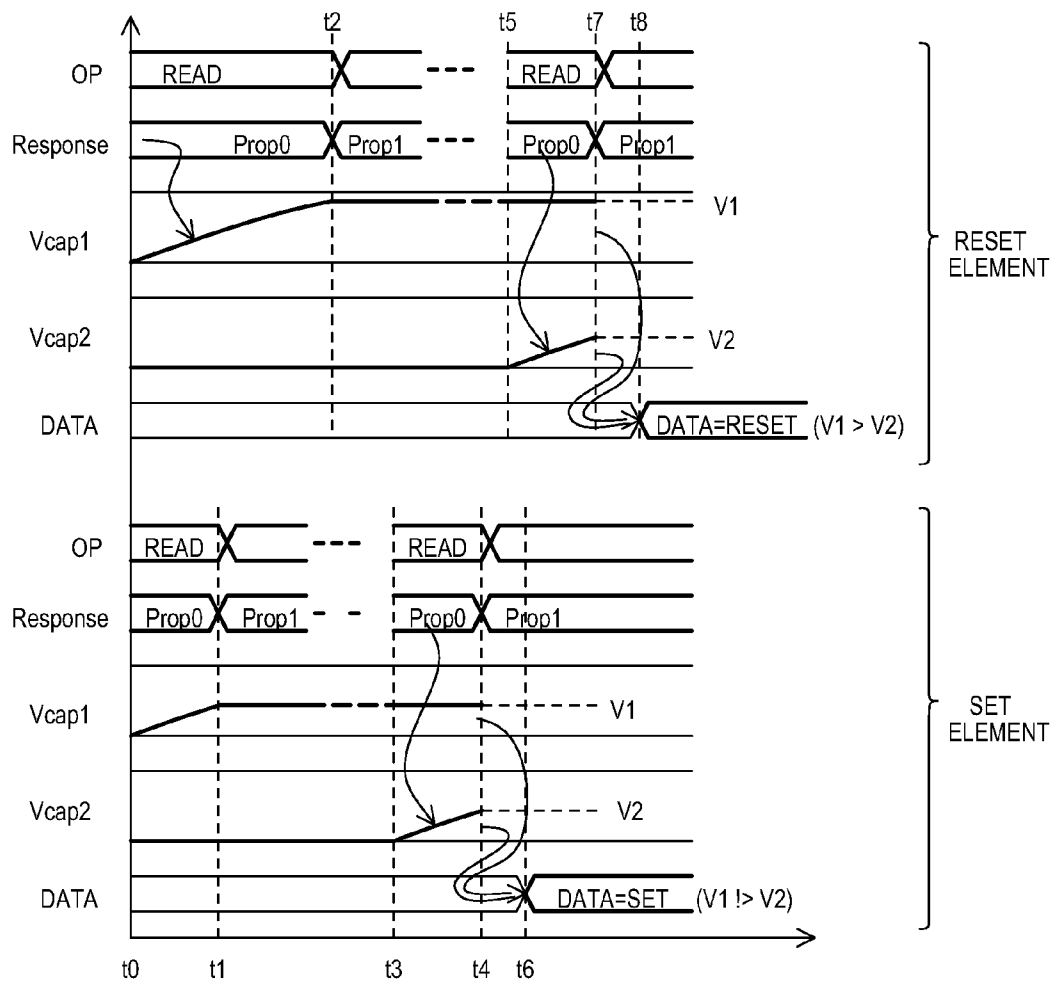 t2 t5 t7 t8
OP READ READ
Response Prop0 Prop1 Prop0 Prop1
V1
Vcap1
RESET
ELEMENT
Vcap2 V2
DATA DATA=RESET (V1 > V2)
OP READ READ
Response Prop0 Prop1 Prop0 Prop1
Vcap1 V1
SET
ELEMENT
Vcap2 V2
DATA DATA=SET (V1 !> V2)
t0 t1 t3 t4 t6